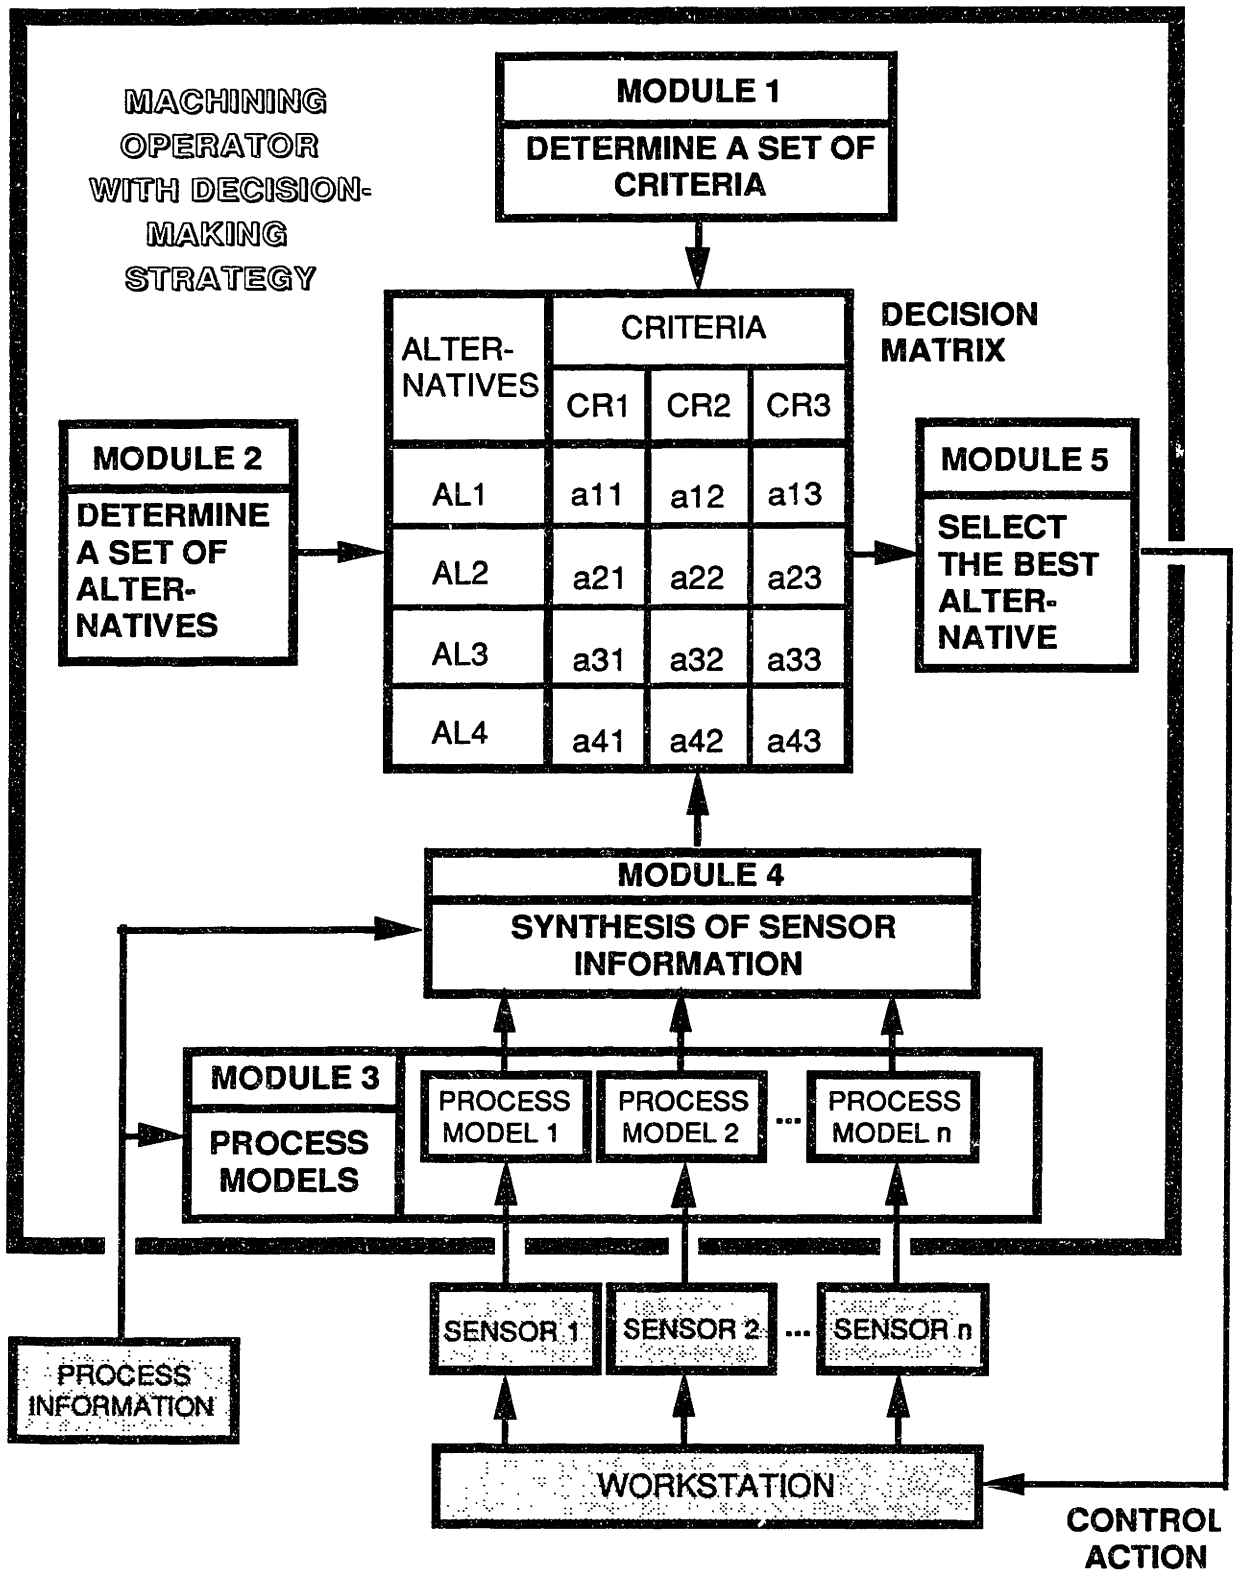 MACHINING
OPERATOR
WITH DECISION-
MAKING
STRATEGY
MODULE 1
DETERMINE A SET OF
CRITERIA
DECISION
MATRIX
ALTER-
NATIVES
CRITERIA
CR1 CR2 CR3
AL1 a11 a12 a13
AL2 a21 a22 a23
AL3 a31 a32 a33
AL4 a41 a42 a43
MODULE 2
DETERMINE
A SET OF
ALTER-
NATIVES
MODULE 5
SELECT
THE BEST
ALTER-
NATIVE
MODULE 4
SYNTHESIS OF SENSOR
INFORMATION
MODULE 3
PROCESS
MODELS
PROCESS
MODEL 1
PROCESS
MODEL 2
...
PROCESS
MODEL n
SENSOR 1 SENSOR 2 ... SENSOR n
PROCESS
INFORMATION
WORKSTATION
CONTROL
ACTION